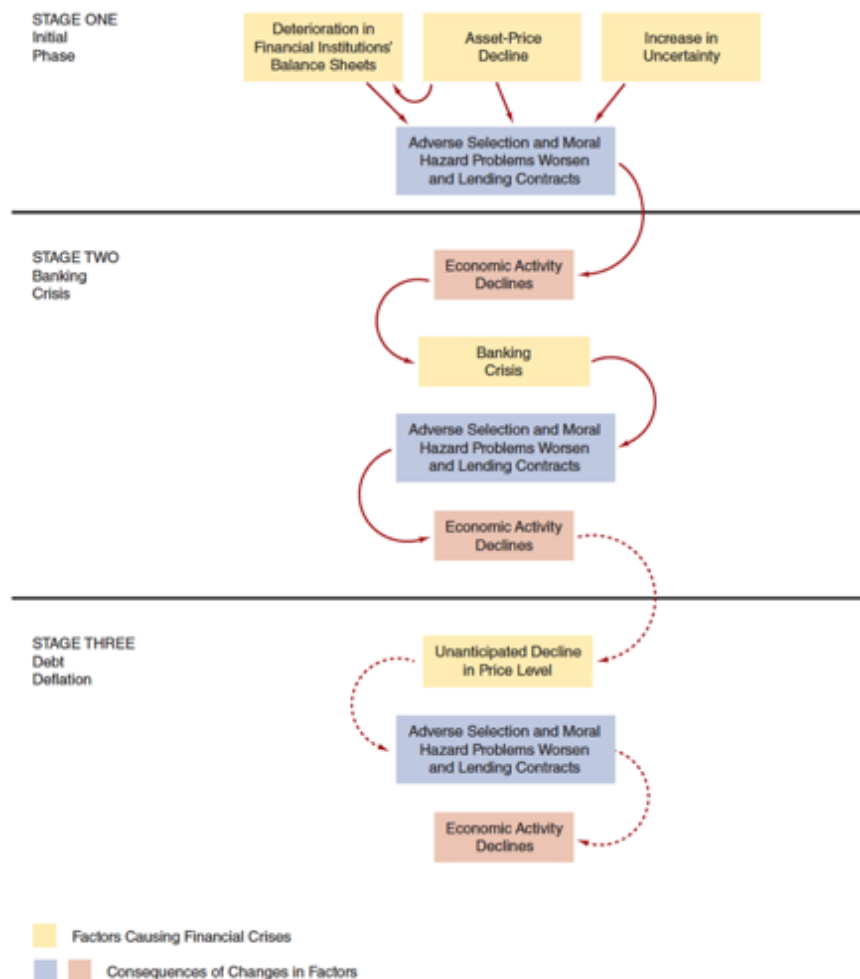 STAGE ONE
Initial
Phase
Deterioration in
Financial Institutions'
Balance Sheets
Asset-Price
Decline
Increase in
Uncertainty
Adverse Selection and Moral
Hazard Problems Worsen
and Lending Contracts
STAGE TWO
Banking
Crisis
Economic Activity
Declines
Banking
Crisis
Adverse Selection and Moral
Hazard Problems Worsen
and Lending Contracts
Economic Activity
Declines
STAGE THREE
Debt
Deflation
Unanticipated Decline
in Price Level
Adverse Selection and Moral
Hazard Problems Worsen
and Lending Contracts
Economic Activity
Declines
Factors Causing Financial Crises
Consequences of Changes in Factors